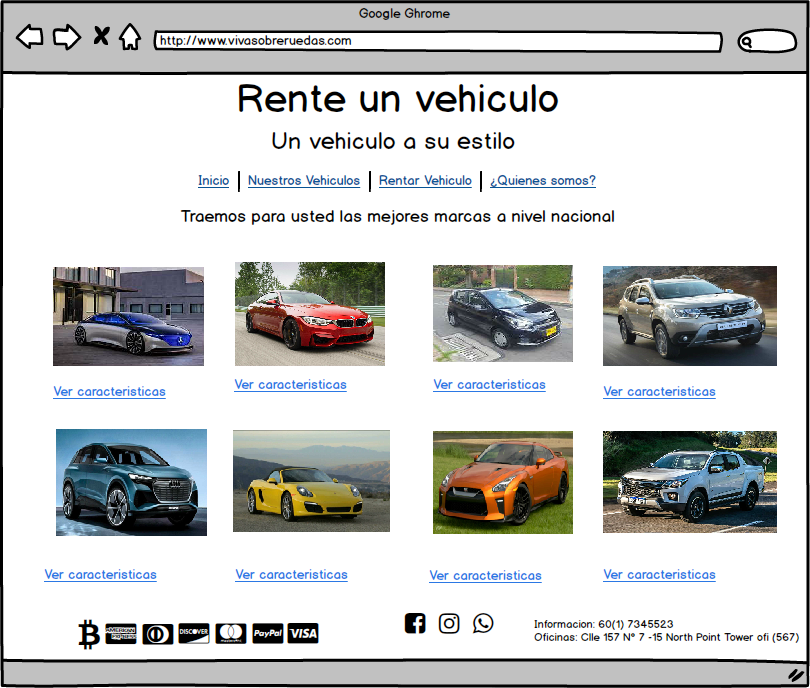 Google Ghrome
http://www.vivasobreruedas.com
Rente un vehiculo
Un vehiculo a su estilo
Inicio | Nuestros Vehiculos | Rentar Vehiculo | ¿Quienes somos?
Traemos para usted las mejores marcas a nivel nacional
Ver caracteristicas Ver caracteristicas Ver caracteristicas Ver caracteristicas
Ver caracteristicas Ver caracteristicas Ver caracteristicas Ver caracteristicas
AMERICAN EXPRESS DISCOVER MasterCard PayPal VISA
Informacion: 60(1) 7345523
Oficinas: Clle 157 N° 7 -15 North Point Tower ofi (567)